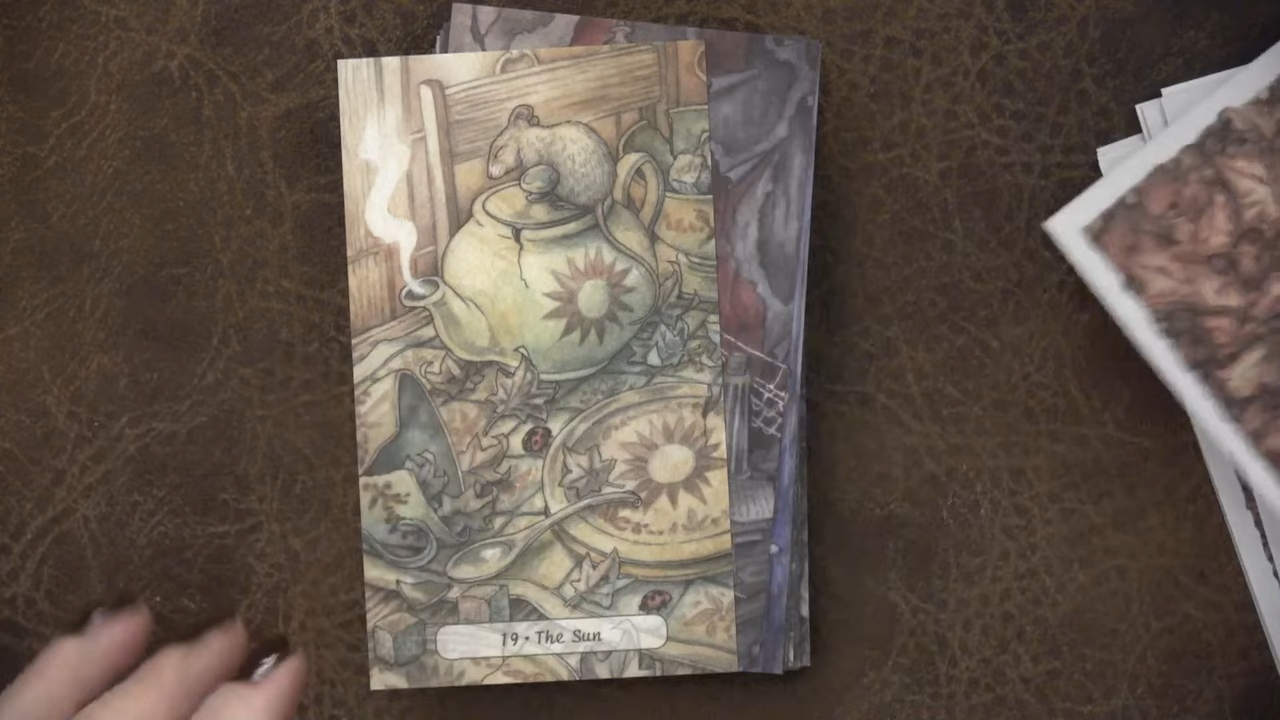 19 • The Sun